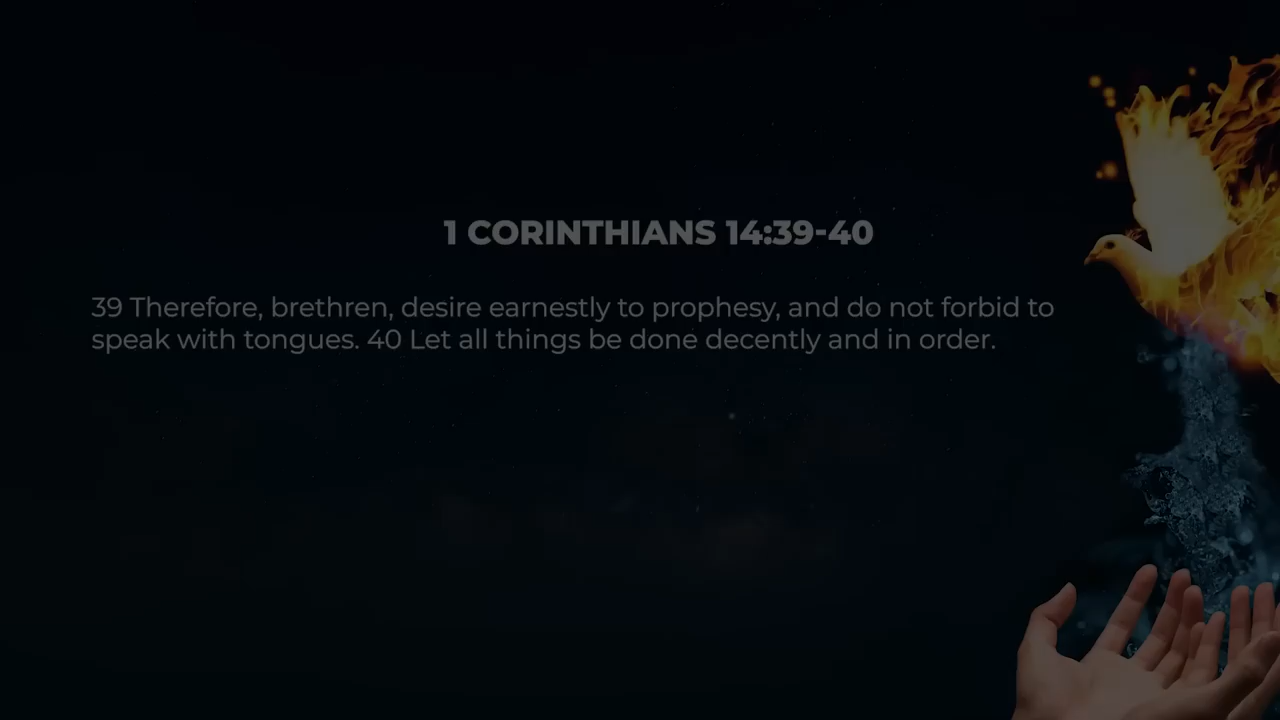 1 CORINTHIANS 14:39-40
39 Therefore, brethren, desire earnestly to prophesy, and do not forbid to
speak with tongues. 40 Let all things be done decently and in order.